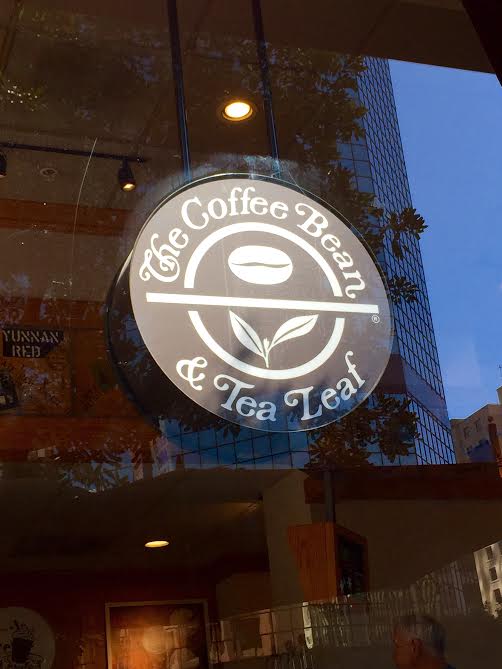 The Coffee Bean
®
& Tea Leaf
YUNNAN
RED